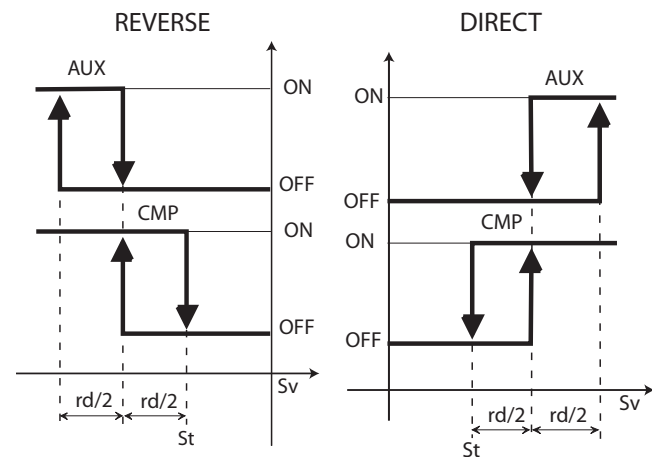 REVERSE
AUX
ON
OFF
CMP
ON
OFF
Sv
rd/2 rd/2
St
DIRECT
AUX
ON
OFF
CMP
ON
OFF
Sv
rd/2 rd/2
St